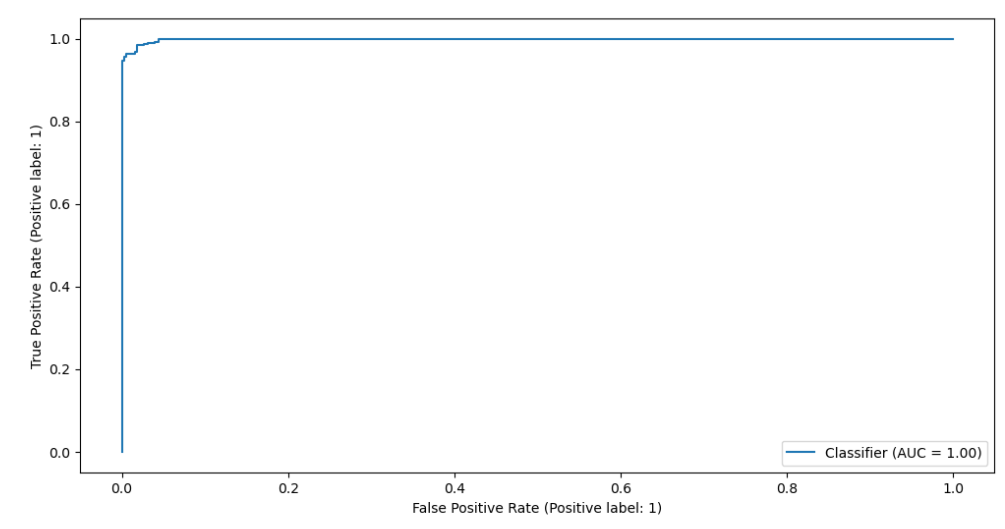 1.0
0.8
0.6
0.4
0.2
0.0
True Positive Rate (Positive label: 1)
Classifier (AUC = 1.00)
0.0 0.2 0.4 0.6 0.8 1.0
False Positive Rate (Positive label: 1)